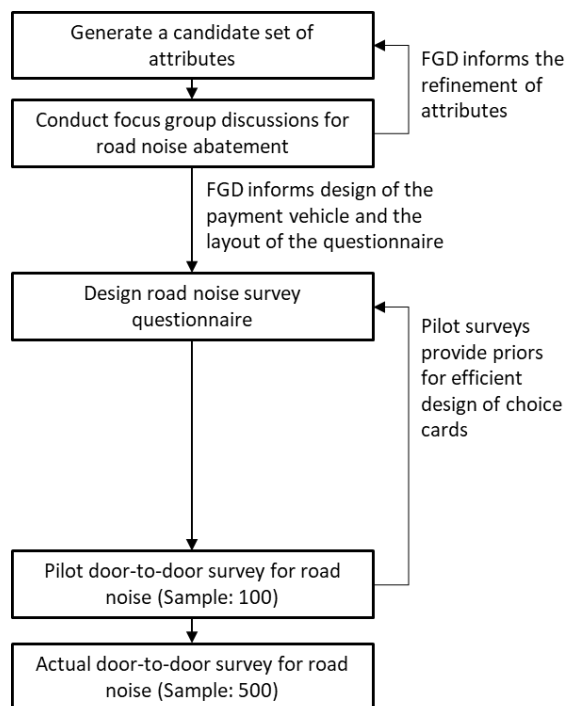 Generate a candidate set of
attributes
FGD informs the
refinement of
attributes
Conduct focus group discussions for
road noise abatement
FGD informs design of the
payment vehicle and the
layout of the questionnaire
Design road noise survey
questionnaire
Pilot surveys
provide priors
for efficient
design of choice
cards
Pilot door-to-door survey for road
noise (Sample: 100)
Actual door-to-door survey for road
noise (Sample: 500)